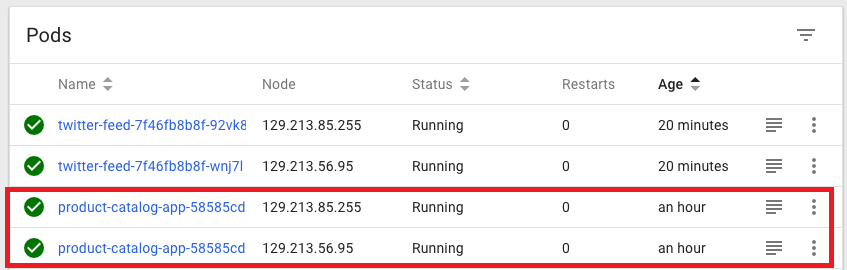 Pods
Name Node Status Restarts Age
twitter-feed-7f46fb8b8f-92vk8 129.213.85.255 Running 0 20 minutes
twitter-feed-7f46fb8b8f-wnj7l 129.213.56.95 Running 0 20 minutes
product-catalog-app-58585cd 129.213.85.255 Running 0 an hour
product-catalog-app-58585cd 129.213.56.95 Running 0 an hour